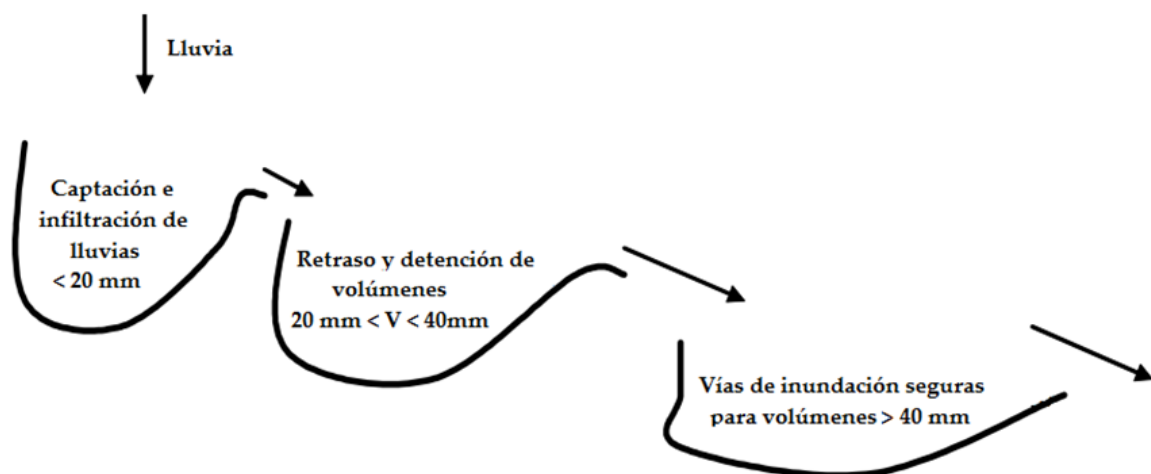 Lluvia
Captación e
infiltración de
lluvias
< 20 mm
Retraso y detención de
volúmenes
20 mm < V < 40mm
Vías de inundación seguras
para volúmenes > 40 mm